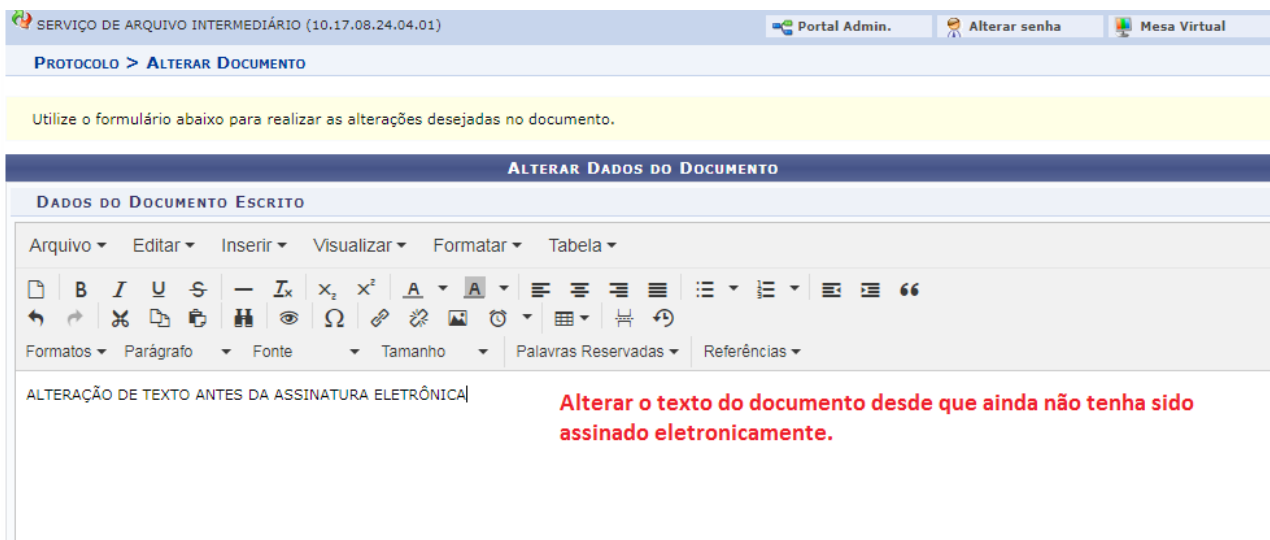 SERVIÇO DE ARQUIVO INTERMEDIÁRIO (10.17.08.24.04.01)
Portal Admin.
Alterar senha
Mesa Virtual
PROTOCOLO > ALTERAR DOCUMENTO
Utilize o formulário abaixo para realizar as alterações desejadas no documento.
ALTERAR DADOS DO DOCUMENTO
DADOS DO DOCUMENTO ESCRITO
Arquivo Editar Inserir Visualizar Formatar Tabela
Formatos Parágrafo Fonte Tamanho Palavras Reservadas Referências
ALTERAÇÃO DE TEXTO ANTES DA ASSINATURA ELETRÔNICA
Alterar o texto do documento desde que ainda não tenha sido
assinado eletronicamente.